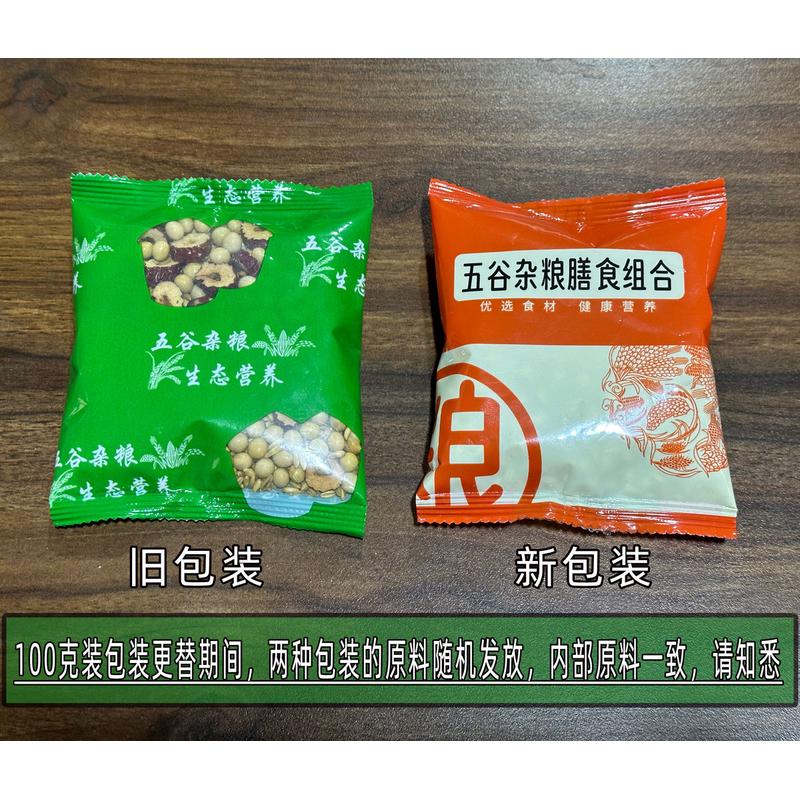 生态营养
五谷杂
生态
养
五谷杂粮
生态营养
五谷杂粮
生态营养
五谷杂粮膳食组合
优选食材 健康营养
粮
旧包装
新包装
100克装包装更替期间，两种包装的原料随机发放，内部原料一致，请知悉